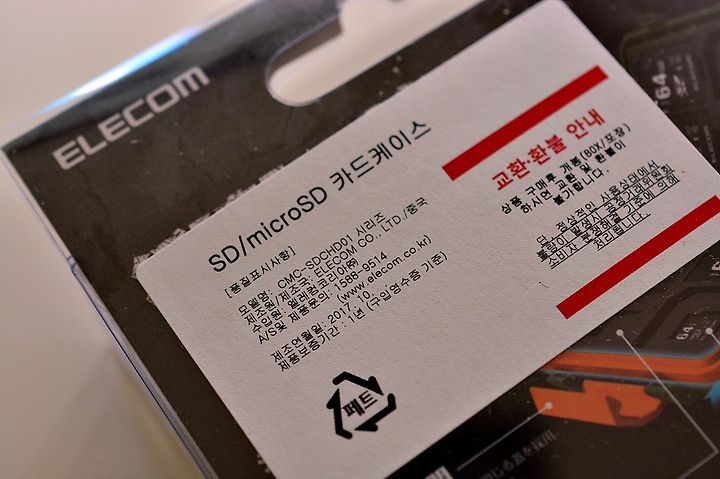 ELECOM
SD/microSD 카드케이스
[품질표시사항]
모델명: CMC-SDCHD01 시리즈
제조원/제조국: ELECOM CO., LTD./중국
수입원: 엘레컴코리아㈜
A/S및 제품문의: 1588-9514
(www.elecom.co.kr)
제조연월일: 2017. 10
제품보증기간: 1년 (구입영수증 기준)
페트
교환·환불 안내
상품 구매후 개봉(BOX/포장)
하시면 교환 및 환불이
불가합니다.
단, 정상적인 사용상태에서
불량이 발생시 공정거래위원회
소비자 분쟁해결 기준에 의해
처리됩니다.
64
64